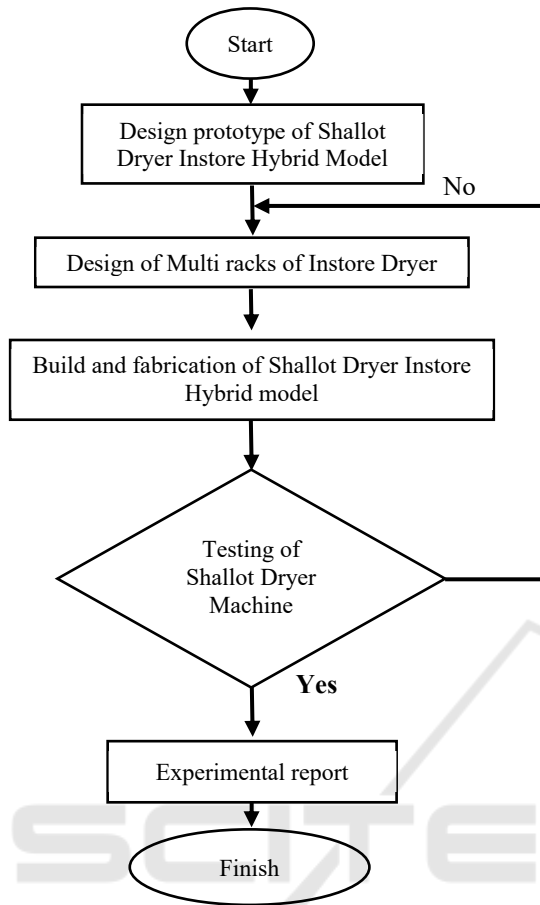 Start
Design prototype of Shallot
Dryer Instore Hybrid Model
No
Design of Multi racks of Instore Dryer
Build and fabrication of Shallot Dryer Instore
Hybrid model
Testing of
Shallot Dryer
Machine
Yes
Experimental report
SCITE
Finish